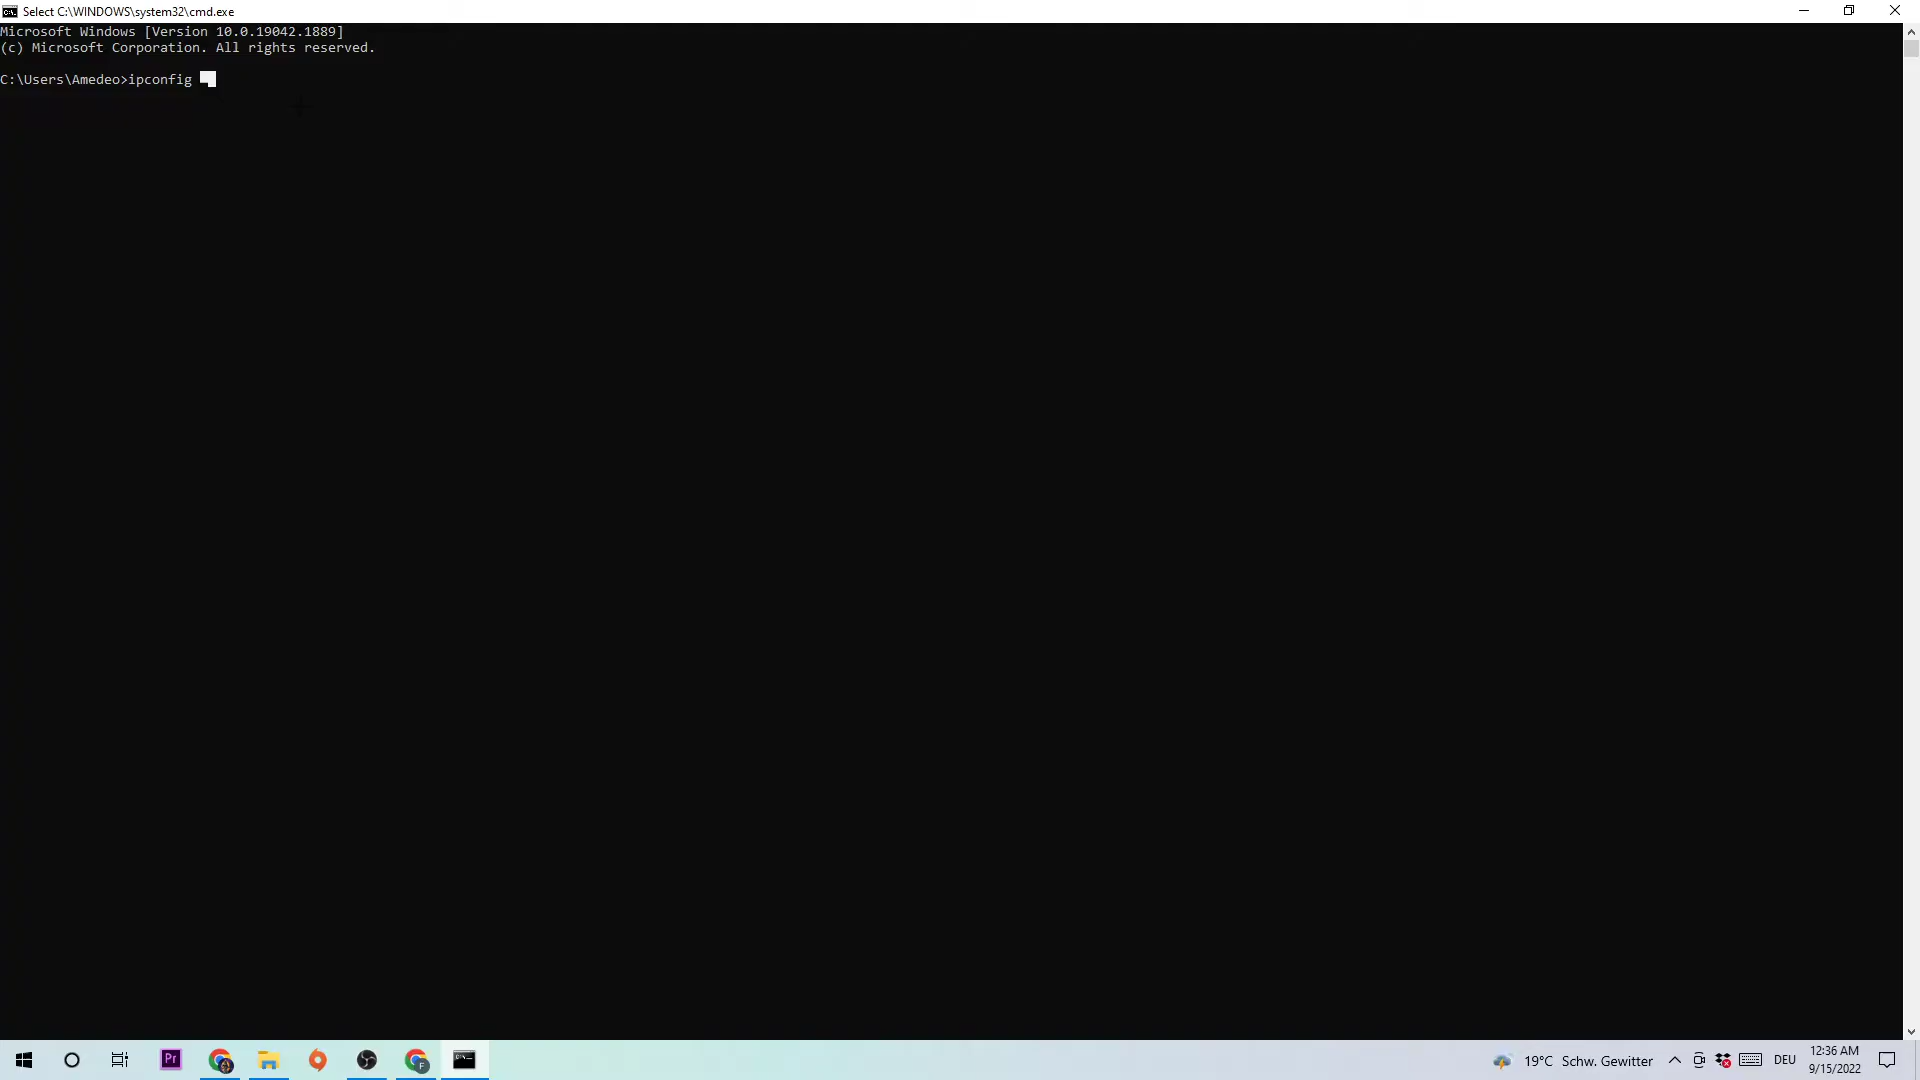 Select C:\WINDOWS\system32\cmd.exe
Microsoft Windows [Version 10.0.19042.1889]
(c) Microsoft Corporation. All rights reserved.
C:\Users\Amedeo>ipconfig
Pr
F
19°C Schw. Gewitter
DEU
12:36 AM
9/15/2022